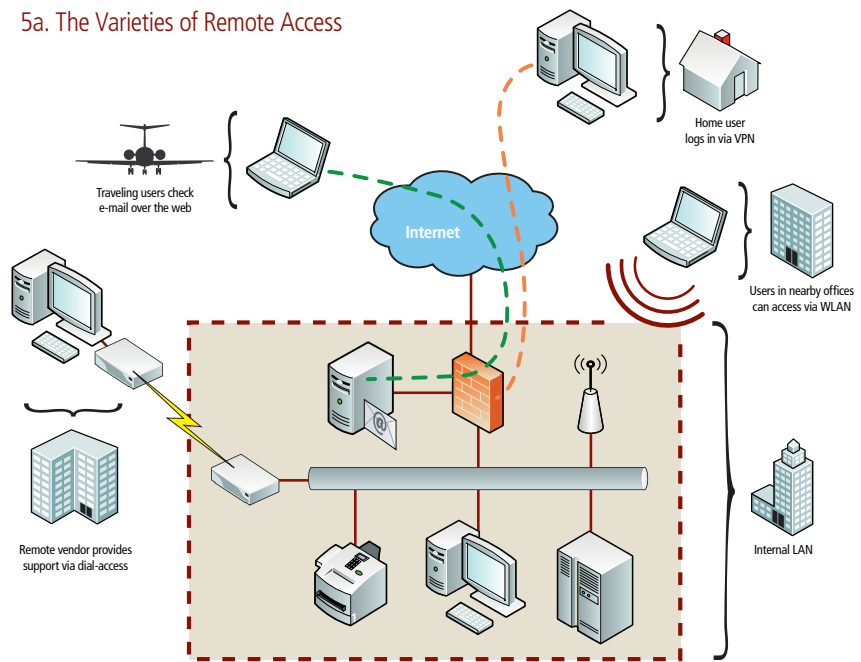 5a. The Varieties of Remote Access
Home user
logs in via VPN
Traveling users check
e-mail over the web
Internet
Users in nearby offices
can access via WLAN
@
Remote vendor provides
support via dial-access
Internal LAN